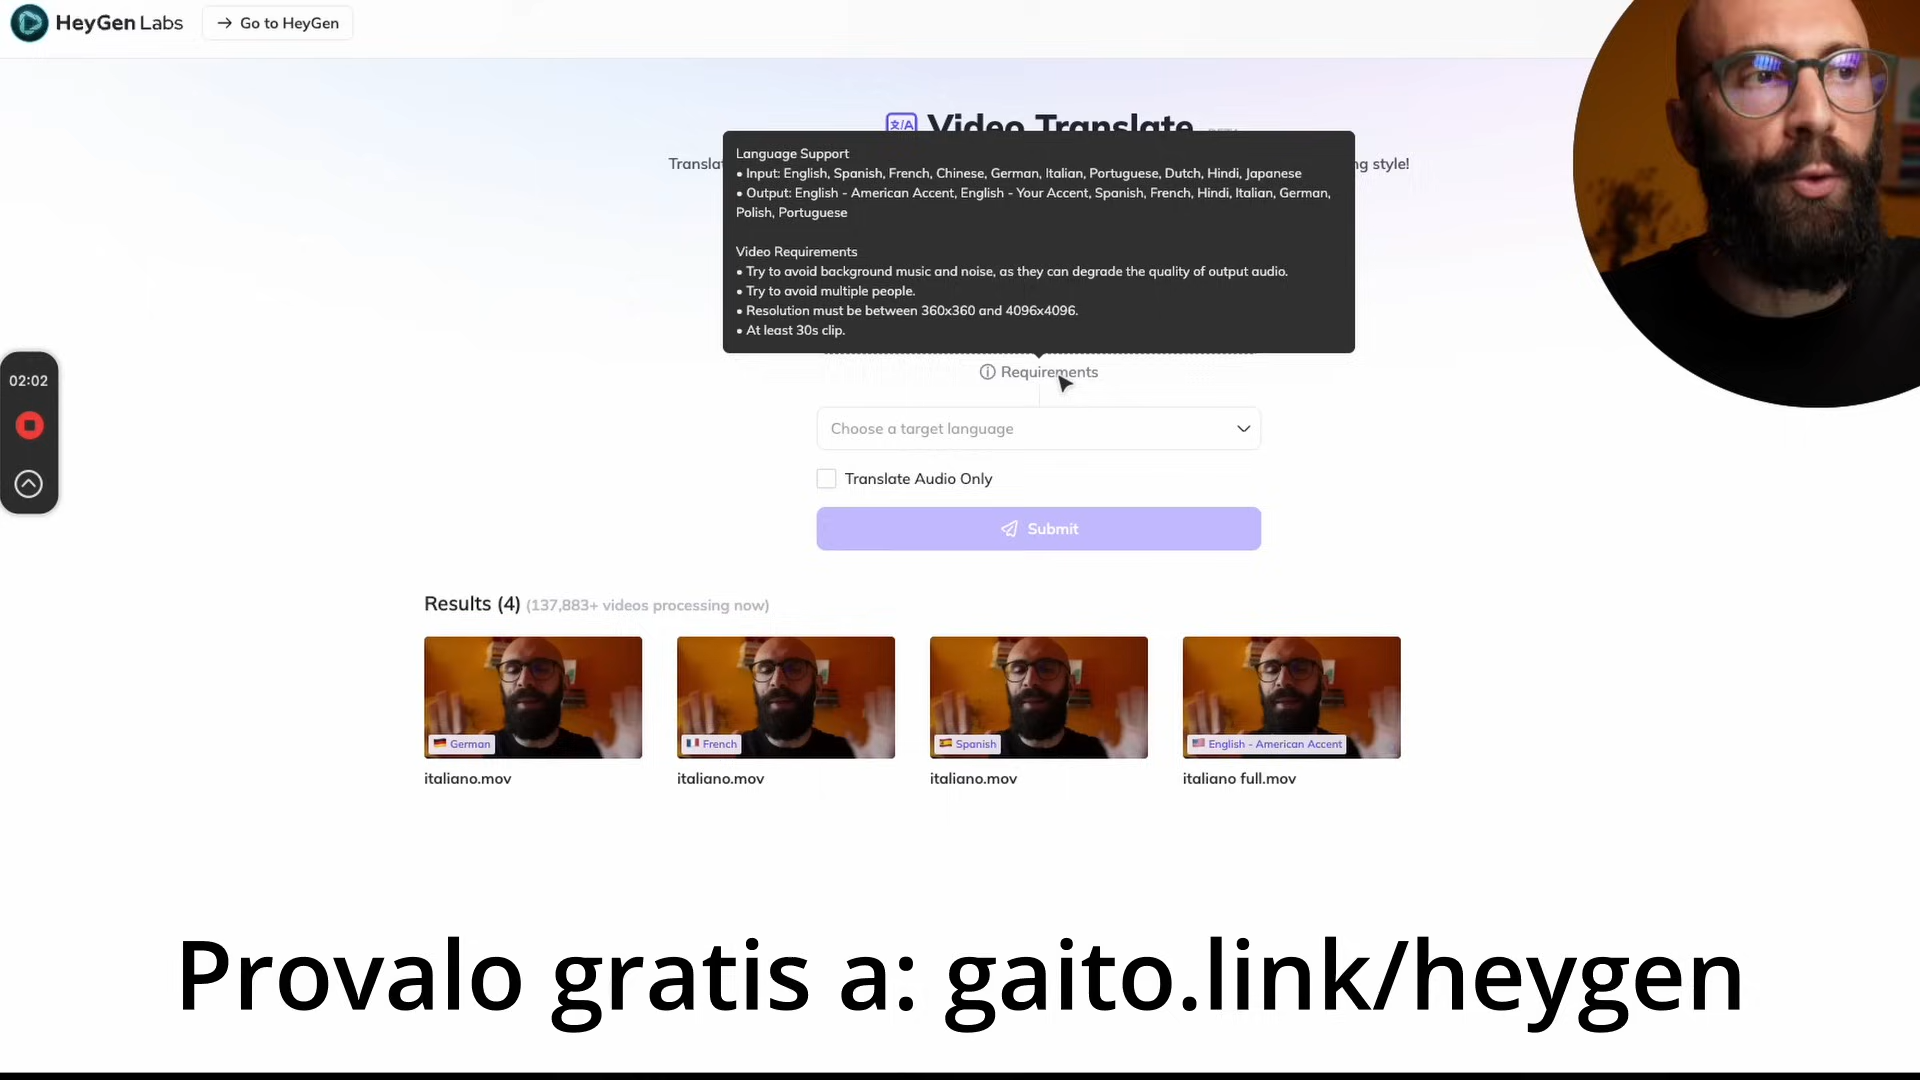 HeyGen Labs
→ Go to HeyGen
Video Translate
Language Support
• Input: English, Spanish, French, Chinese, German, Italian, Portuguese, Dutch, Hindi, Japanese
ng style!
• Output: English - American Accent, English - Your Accent, Spanish, French, Hindi, Italian, German,
Polish, Portuguese
Video Requirements
• Try to avoid background music and noise, as they can degrade the quality of output audio.
• Try to avoid multiple people.
• Resolution must be between 360x360 and 4096x4096.
• At least 30s clip.
Requirements
02:02
Choose a target language
Translate Audio Only
Submit
Results (4) (137,883+ videos processing now)
German
French
Spanish
English - American Accent
italiano.mov
italiano.mov
italiano.mov
italiano full.mov
Provalo gratis a: gaito.link/heygen